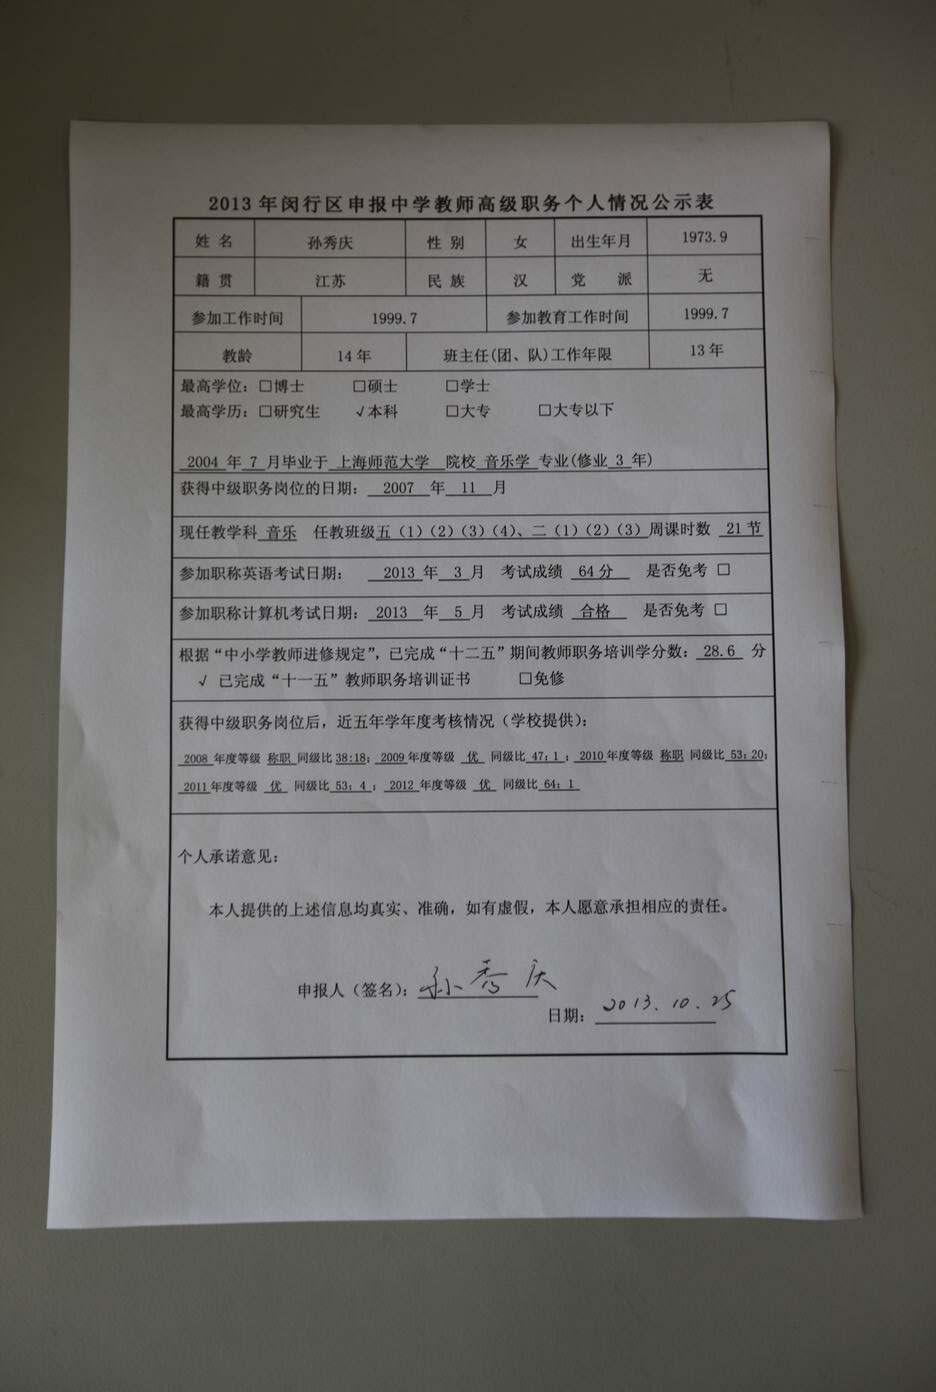 2013年闵行区申报中学教师高级职务个人情况公示表
姓名 孙秀庆 性别 女 出生年月 1973.9
籍贯 江苏 民族 汉 党派 无
参加工作时间 1999.7 参加教育工作时间 1999.7
教龄 14年 班主任(团、队)工作年限 13年
最高学位：□博士 □硕士 □学士
最高学历：□研究生 √本科 □大专 □大专以下
2004 年 7 月毕业于 上海师范大学 院校 音乐学 专业(修业 3 年)
获得中级职务岗位的日期： 2007 年 11 月
现任教学科 音乐 任教班级五（1）（2）（3）（4）、二（1）（2）（3）周课时数 21节
参加职称英语考试日期： 2013 年 3 月 考试成绩 64分 是否免考 □
参加职称计算机考试日期： 2013 年 5 月 考试成绩 合格 是否免考 □
根据“中小学教师进修规定”，已完成“十二五”期间教师职务培训学分数： 28.6 分
√ 已完成“十一五”教师职务培训证书 □免修
获得中级职务岗位后，近五年学年度考核情况（学校提供）：
2008 年度等级 称职 同级比 38:18； 2009 年度等级 优 同级比 47：1 ； 2010 年度等级 称职 同级比 53：20；
2011 年度等级 优 同级比 53：4 ； 2012 年度等级 优 同级比 64：1
个人承诺意见：
本人提供的上述信息均真实、准确，如有虚假，本人愿意承担相应的责任。
申报人（签名）： 孙秀庆
日期： 2013.10.25